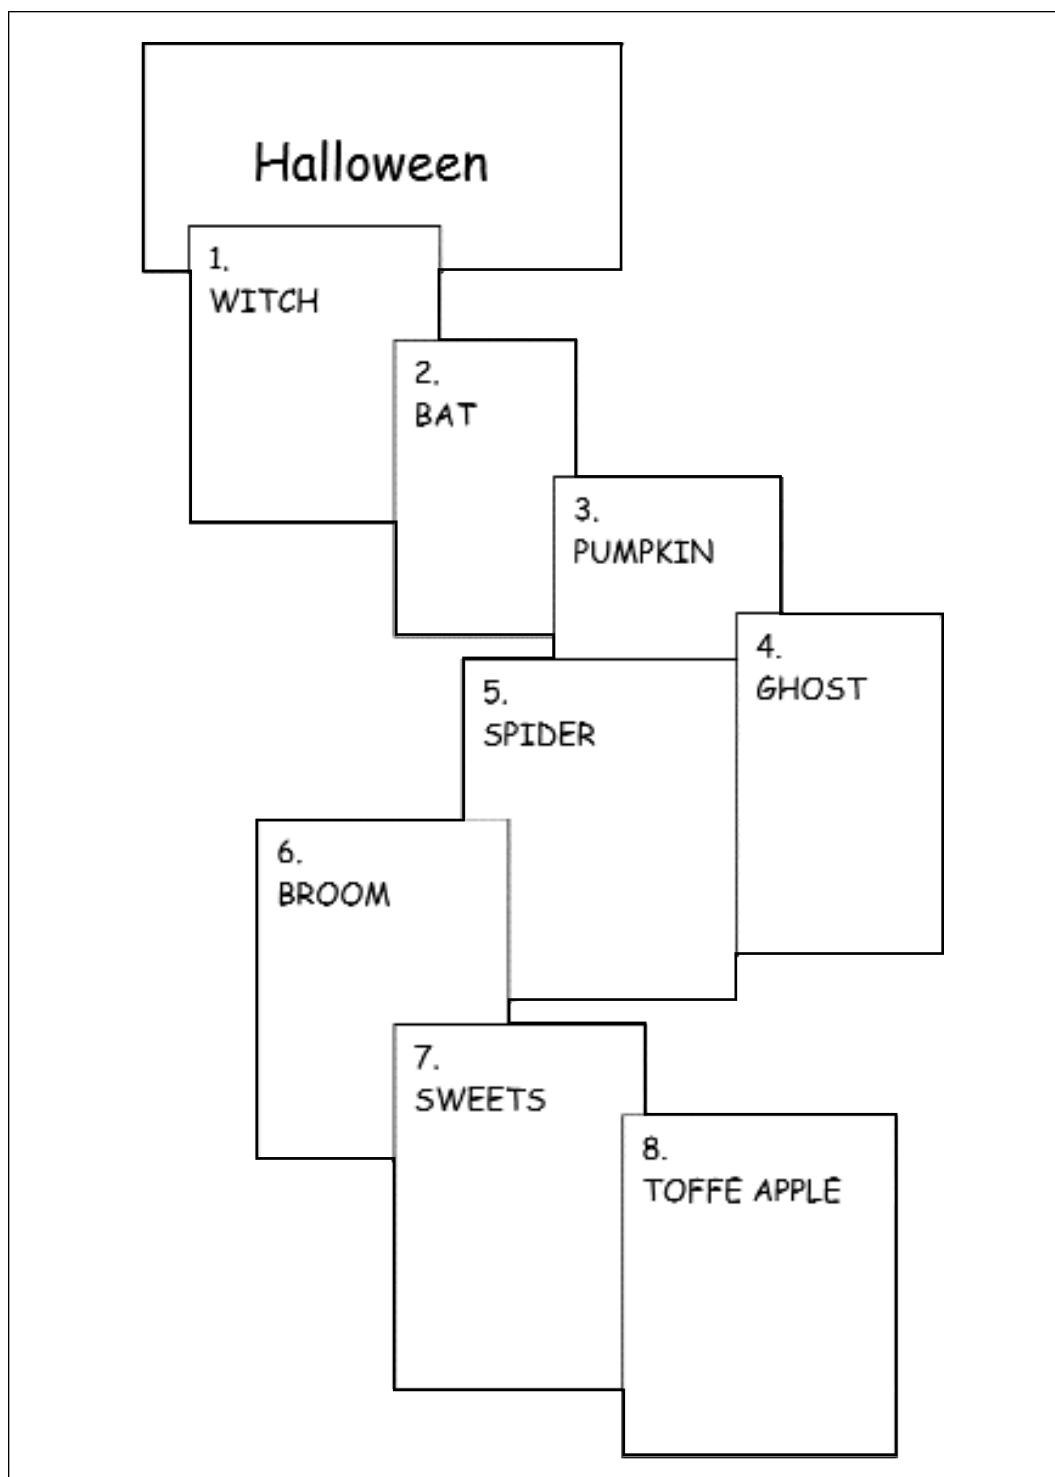 Halloween
1.
WITCH
2.
BAT
3.
PUMPKIN
4.
GHOST
5.
SPIDER
6.
BROOM
7.
SWEETS
8.
TOFFE APPLE